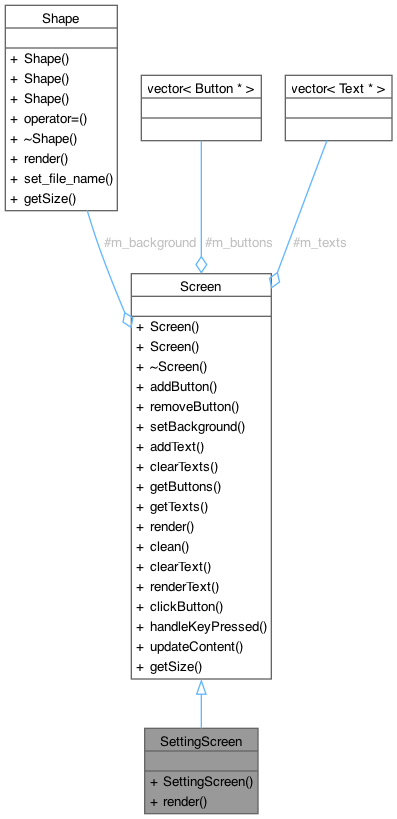 Shape
+ Shape()
+ Shape()
+ Shape()
+ operator=()
+ ~Shape()
+ render()
+ set_file_name()
+ getSize()
vector< Button * >
vector< Text * >
#m_background
#m_buttons
#m_texts
Screen
+ Screen()
+ Screen()
+ ~Screen()
+ addButton()
+ removeButton()
+ setBackground()
+ addText()
+ clearTexts()
+ getButtons()
+ getTexts()
+ render()
+ clean()
+ clearText()
+ renderText()
+ clickButton()
+ handleKeyPressed()
+ updateContent()
+ getSize()
SettingScreen
+ SettingScreen()
+ render()